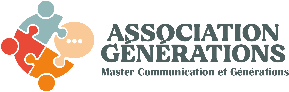 ASSOCIATION
GÉNÉRATIONS
Master Communication et Générations